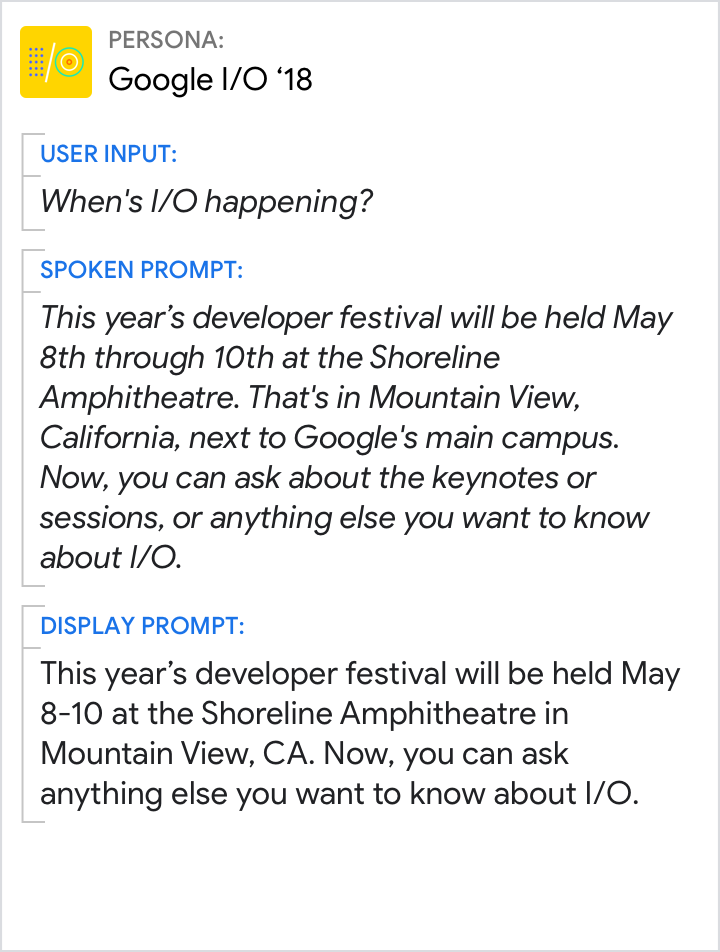 PERSONA:
Google I/O ‘18
USER INPUT:
When's I/O happening?
SPOKEN PROMPT:
This year’s developer festival will be held May
8th through 10th at the Shoreline
Amphitheatre. That's in Mountain View,
California, next to Google's main campus.
Now, you can ask about the keynotes or
sessions, or anything else you want to know
about I/O.
DISPLAY PROMPT:
This year’s developer festival will be held May
8-10 at the Shoreline Amphitheatre in
Mountain View, CA. Now, you can ask
anything else you want to know about I/O.